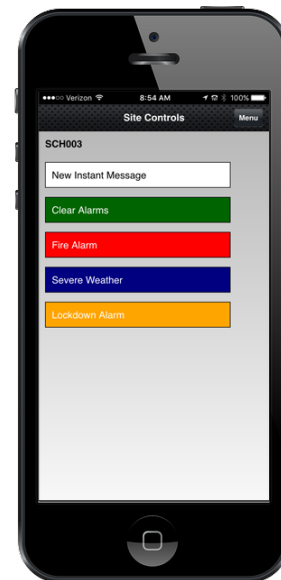 Verizon 8:54 AM 100%
Site Controls Menu
SCH003
New Instant Message
Clear Alarms
Fire Alarm
Severe Weather
Lockdown Alarm